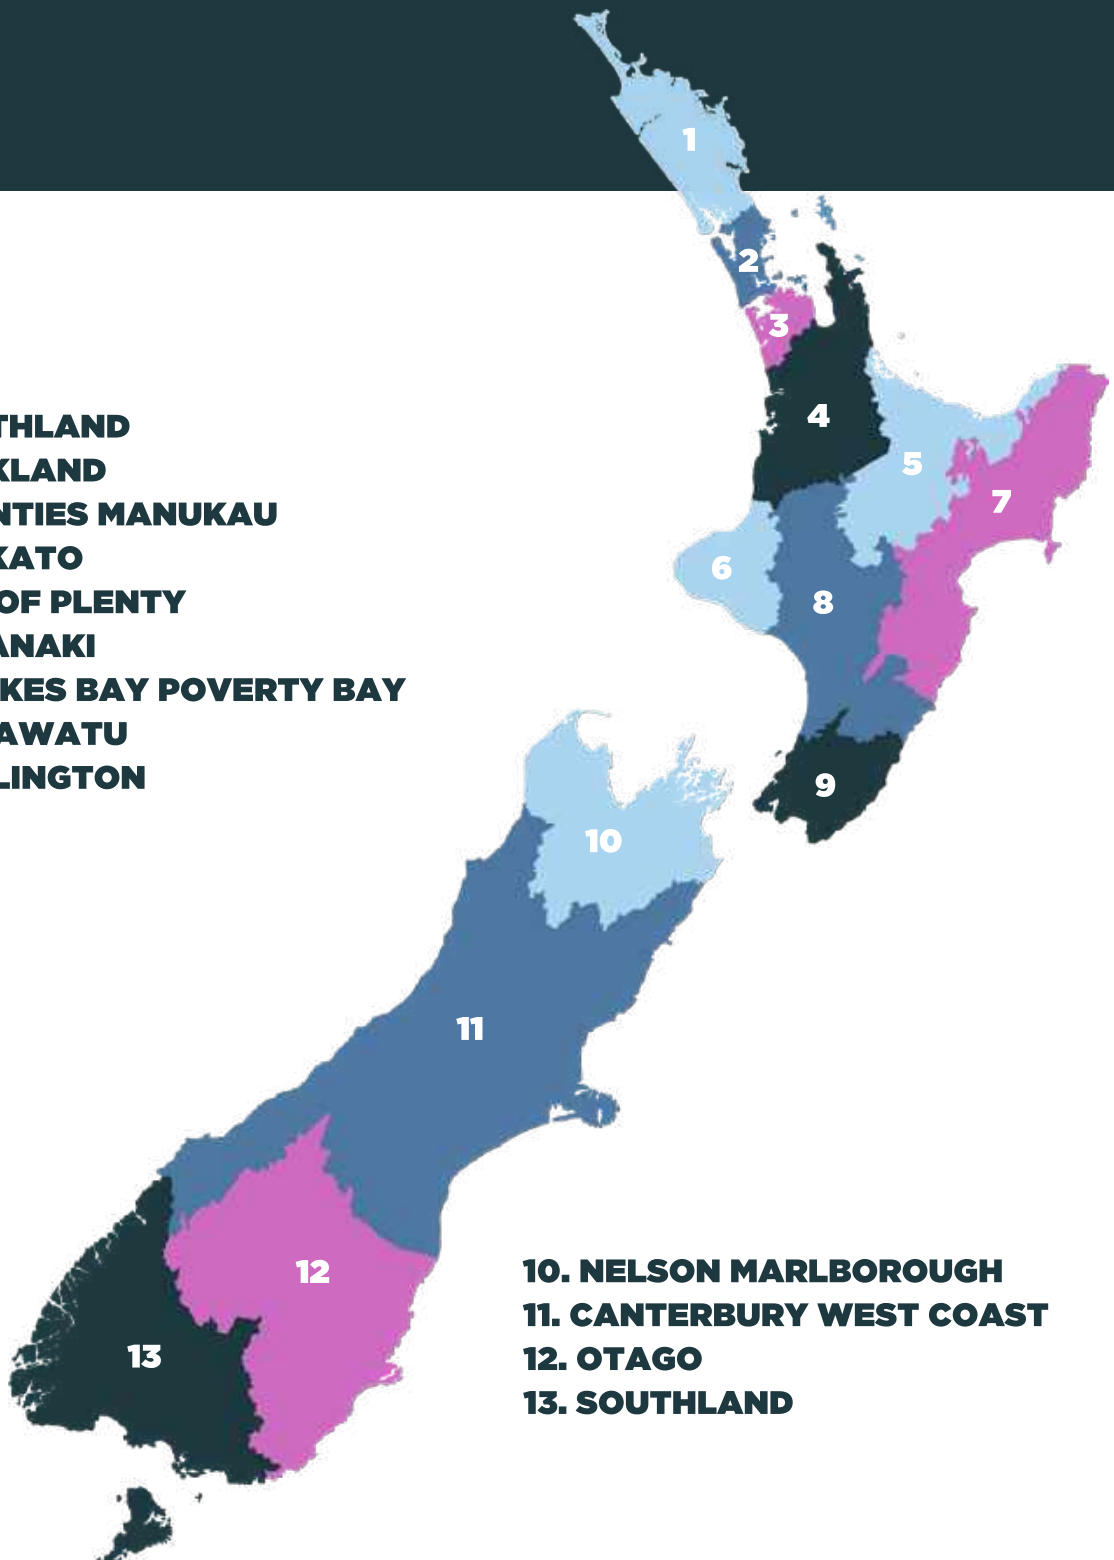 1
2
3
4
5
6
7
8
9
10
11
12
13
THLAND
KLAND
NTIES MANUKAU
KATO
OF PLENTY
ANAKI
KES BAY POVERTY BAY
AWATU
LINGTON
10. NELSON MARLBOROUGH
11. CANTERBURY WEST COAST
12. OTAGO
13. SOUTHLAND